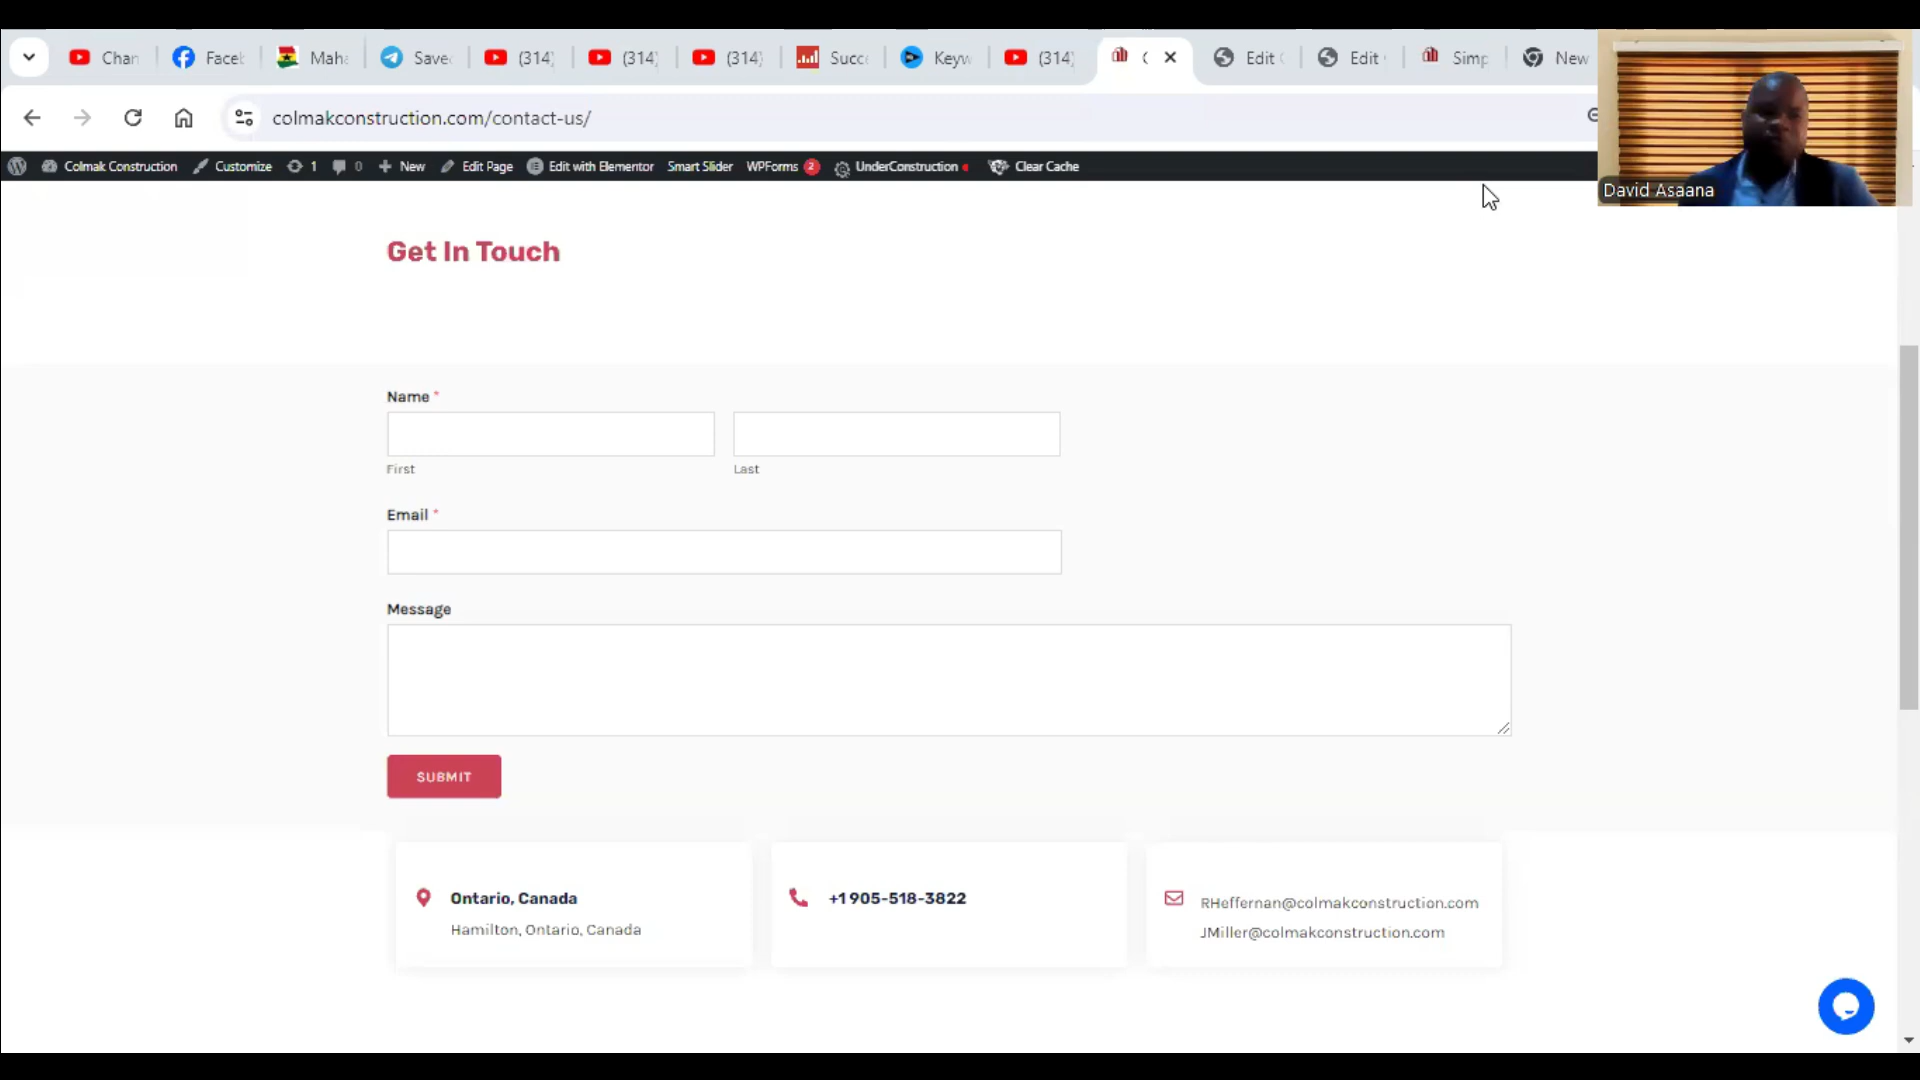 Chan
Faceb
Maha
Save
(314)
(314)
(314)
Succ
Keyw
(314)
Edit
Edit
Simp
New
colmakconstruction.com/contact-us/
Colmak Construction Customize 1 0 New Edit Page Edit with Elementor Smart Slider WPForms 2 UnderConstruction Clear Cache
David Asaana
Get In Touch
Name *
First Last
Email *
Message
SUBMIT
Ontario, Canada
Hamilton, Ontario, Canada
+1 905-518-3822
RHeffernan@colmakconstruction.com
JMiller@colmakconstruction.com